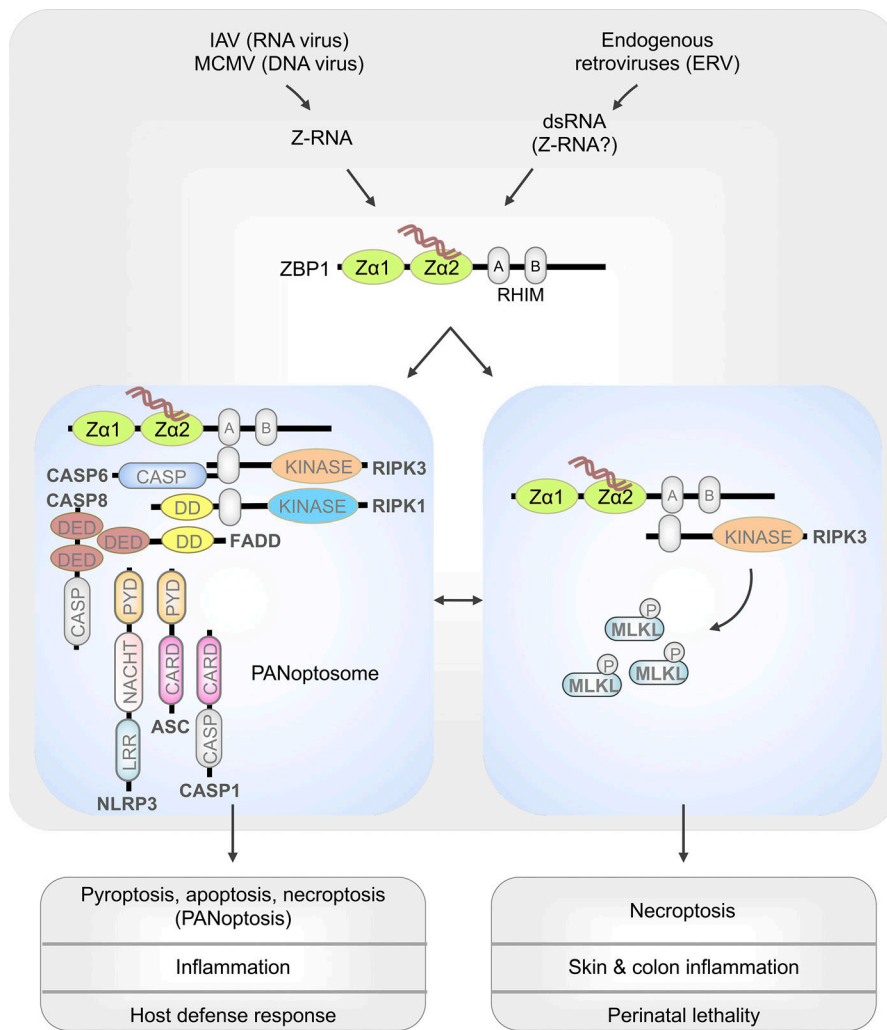 IAV (RNA virus)
MCMV (DNA virus)
Endogenous
retroviruses (ERV)
Z-RNA
dsRNA
(Z-RNA?)
ZBP1
Zα1
Zα2
A
B
RHIM
Zα1
Zα2
A
B
CASP6
CASP
KINASE
RIPK3
CASP8
DD
KINASE
RIPK1
DED
DED
DED
DD
FADD
CASP
PYD
NACHT
LRR
NLRP3
PYD
CARD
ASC
CARD
CASP
CASP1
PANoptosome
Zα1
Zα2
A
B
KINASE
RIPK3
P
MLKL
P
MLKL
P
MLKL
Pyroptosis, apoptosis, necroptosis
(PANoptosis)
Inflammation
Host defense response
Necroptosis
Skin & colon inflammation
Perinatal lethality